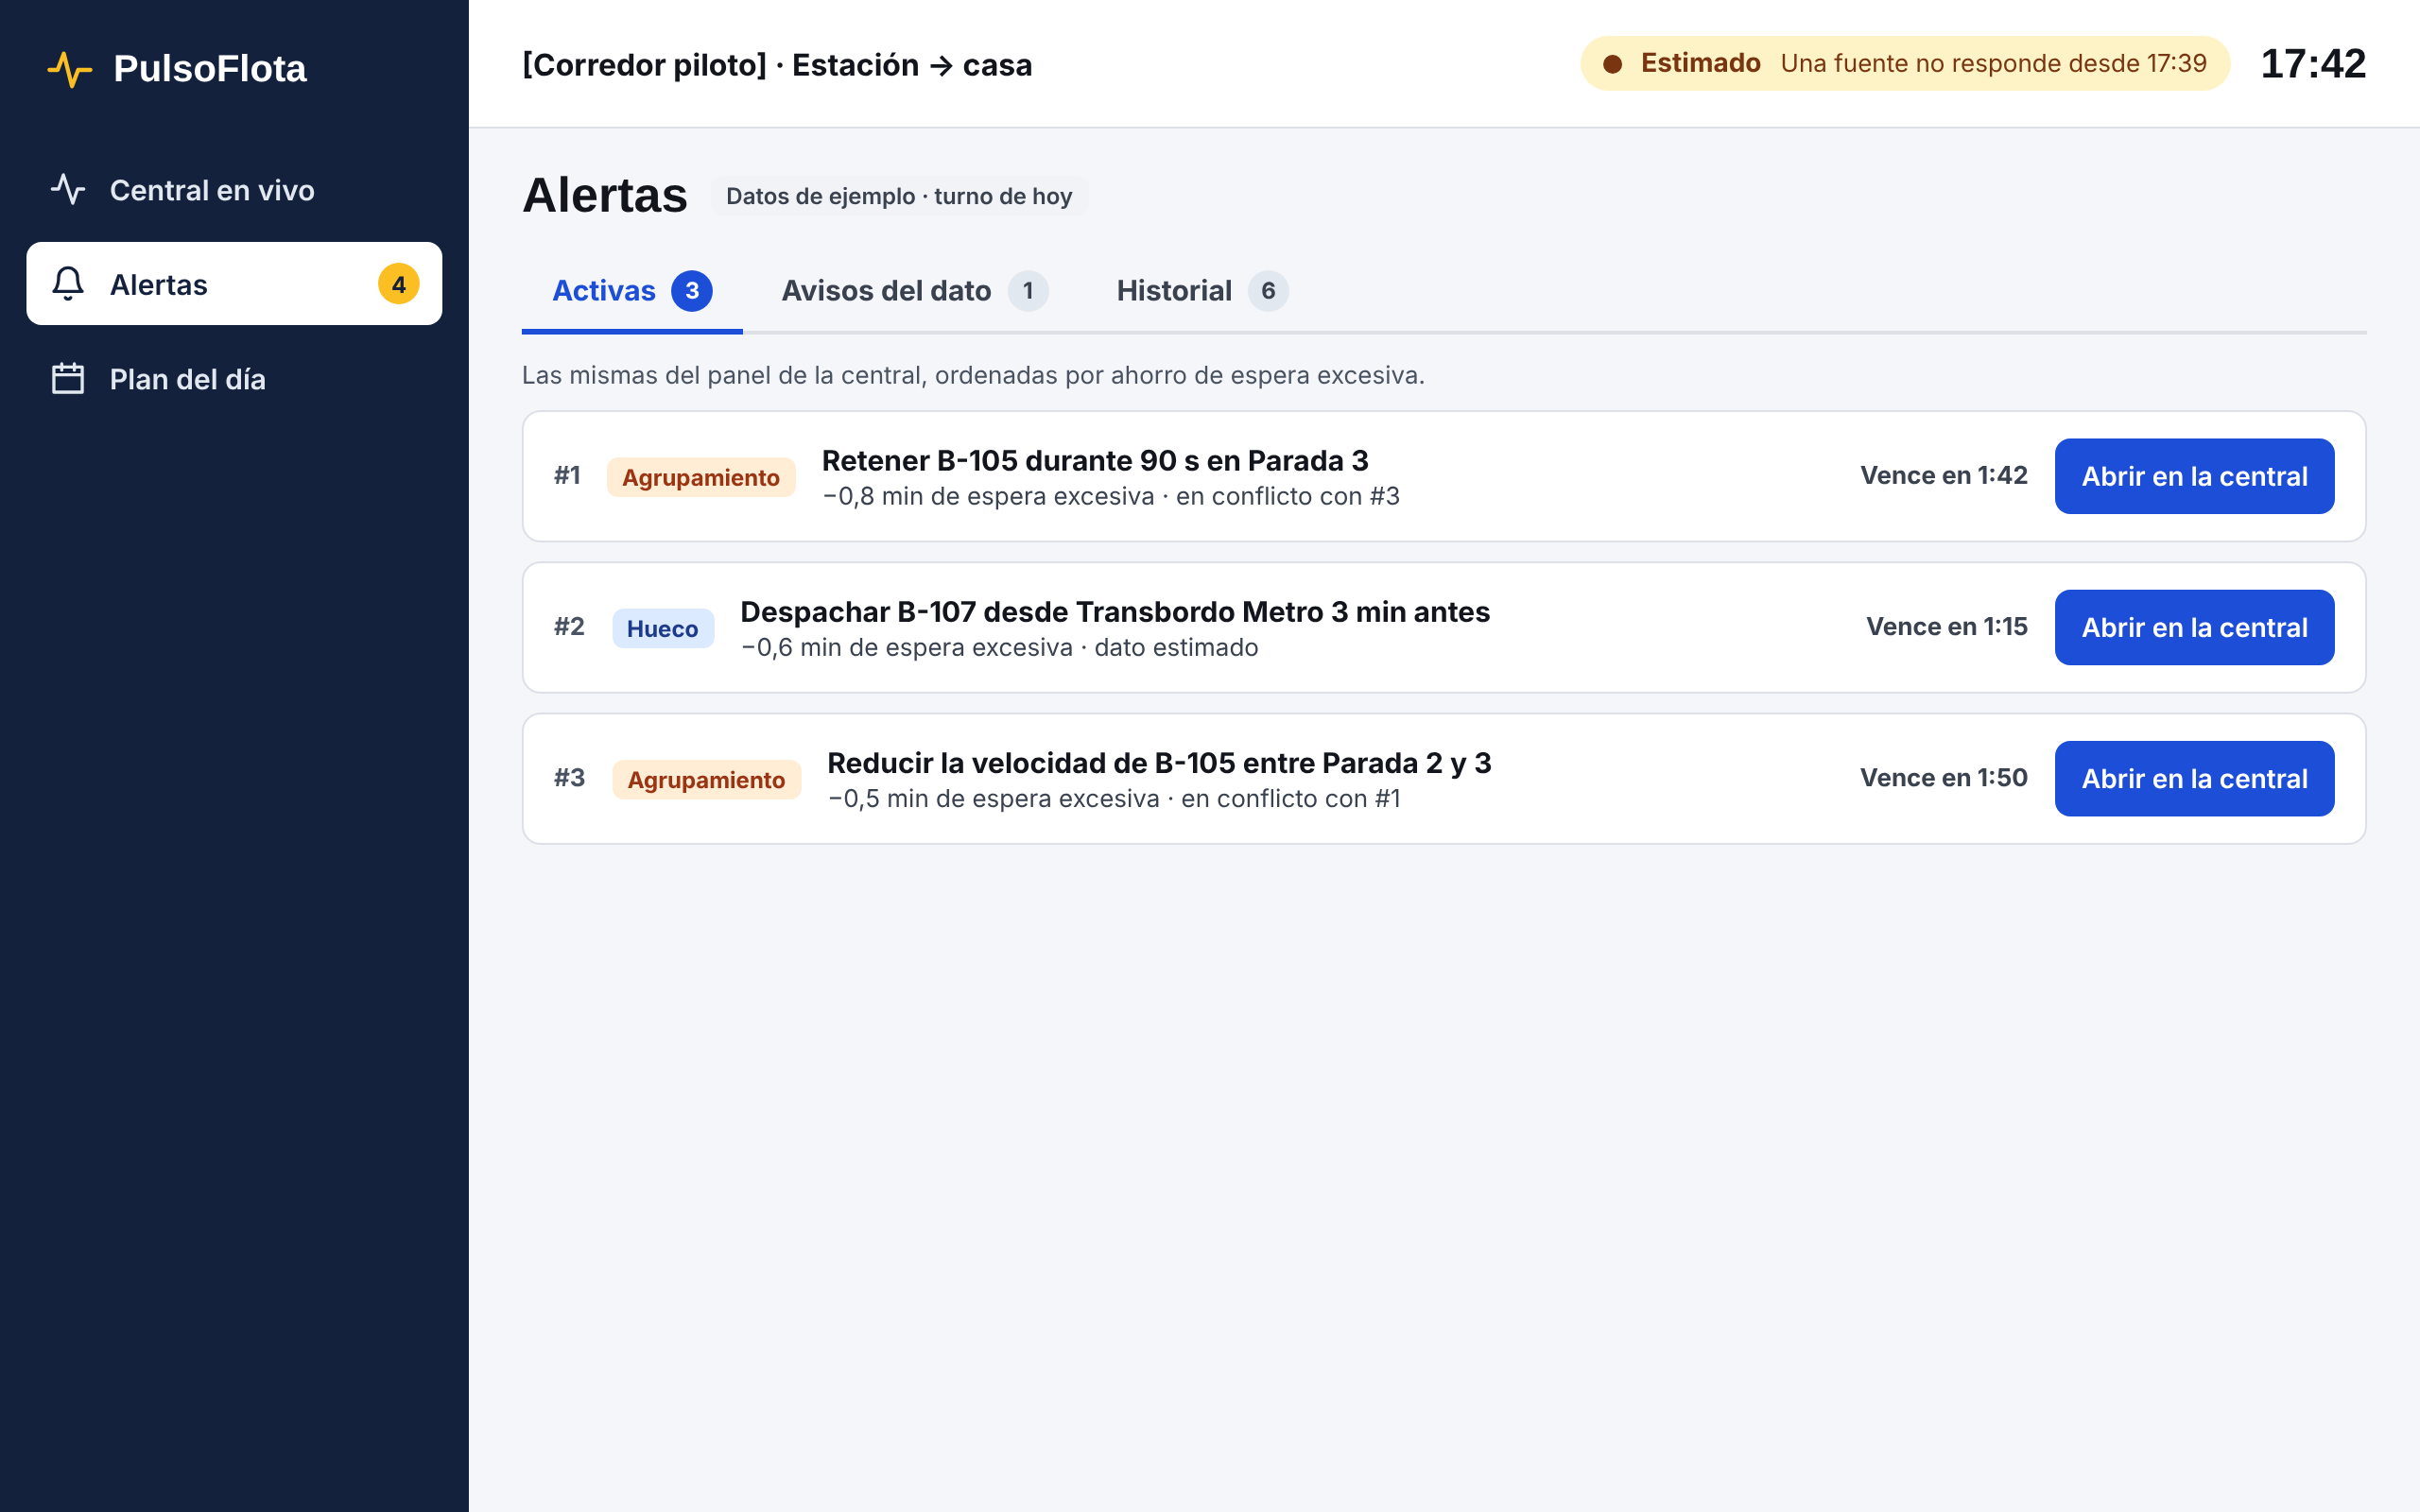 PulsoFlota
Central en vivo
Alertas 4
Plan del día
[Corredor piloto] · Estación → casa
Estimado Una fuente no responde desde 17:39
17:42
Alertas Datos de ejemplo · turno de hoy
Activas 3 Avisos del dato 1 Historial 6
Las mismas del panel de la central, ordenadas por ahorro de espera excesiva.
#1 Agrupamiento Retener B-105 durante 90 s en Parada 3
−0,8 min de espera excesiva · en conflicto con #3
Vence en 1:42 Abrir en la central
#2 Hueco Despachar B-107 desde Transbordo Metro 3 min antes
−0,6 min de espera excesiva · dato estimado
Vence en 1:15 Abrir en la central
#3 Agrupamiento Reducir la velocidad de B-105 entre Parada 2 y 3
−0,5 min de espera excesiva · en conflicto con #1
Vence en 1:50 Abrir en la central